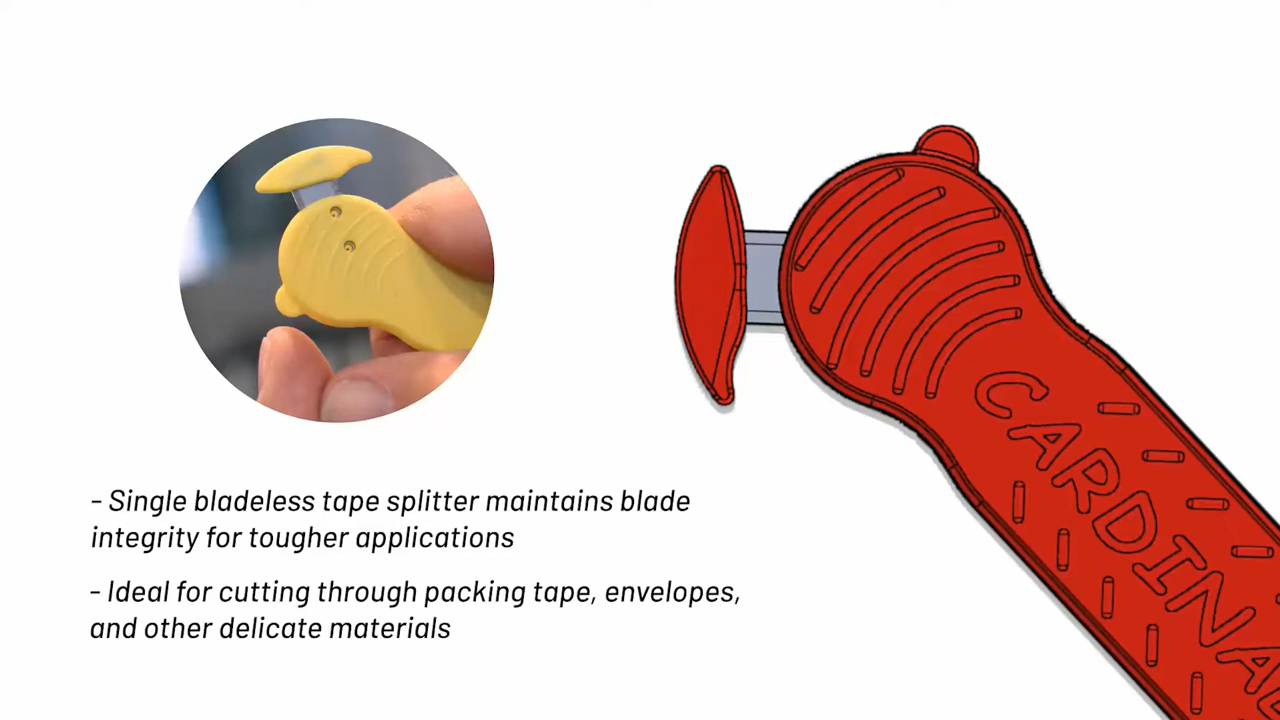 - Single bladeless tape splitter maintains blade
integrity for tougher applications
- Ideal for cutting through packing tape, envelopes,
and other delicate materials
CARDINA